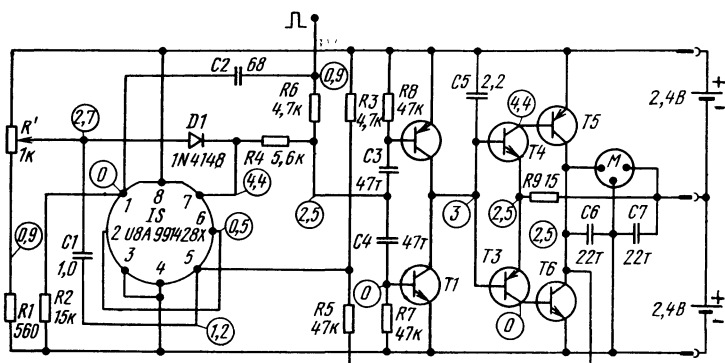 C2 68
0,9
R6
4,7к
R3
4,7к
R8
47к
C5
2,2
4,4
2,4В
+
−
R'
1к
2,7
D1
1N4148
R4 5,6к
C3
47т
T4
T5
M
0
1
8
7
4,4
2,5
3
2,5
R9 15
2
IS
U8A 991428X
6
0,5
0,9
C1
1,0
3
4
5
C4
47т
0
T1
T3
2,5
C6
22т
C7
22т
R1
560
R2
15к
1,2
R5
47к
R7
47к
0
T6
2,4В
+
−